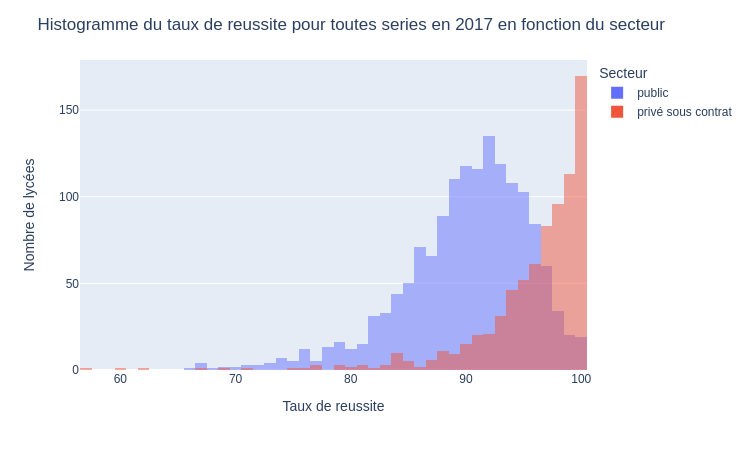 Histogramme du taux de reussite pour toutes series en 2017 en fonction du secteur
Secteur
public
privé sous contrat
Nombre de lycées
150
100
50
0
60 70 80 90 100
Taux de reussite